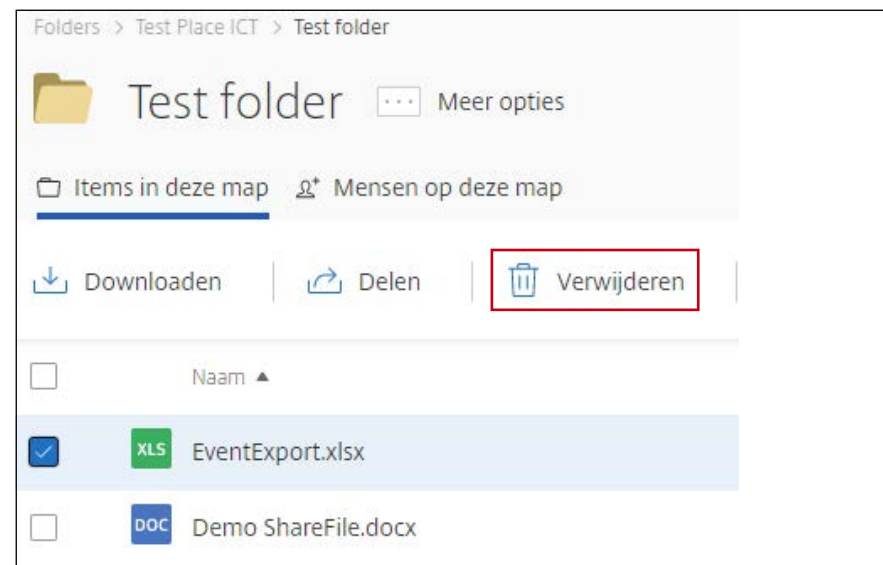 Folders > Test Place ICT > Test folder
Test folder ··· Meer opties
Items in deze map Mensen op deze map
Downloaden Delen Verwijderen
Naam ▲
XLS EventExport.xlsx
DOC Demo ShareFile.docx